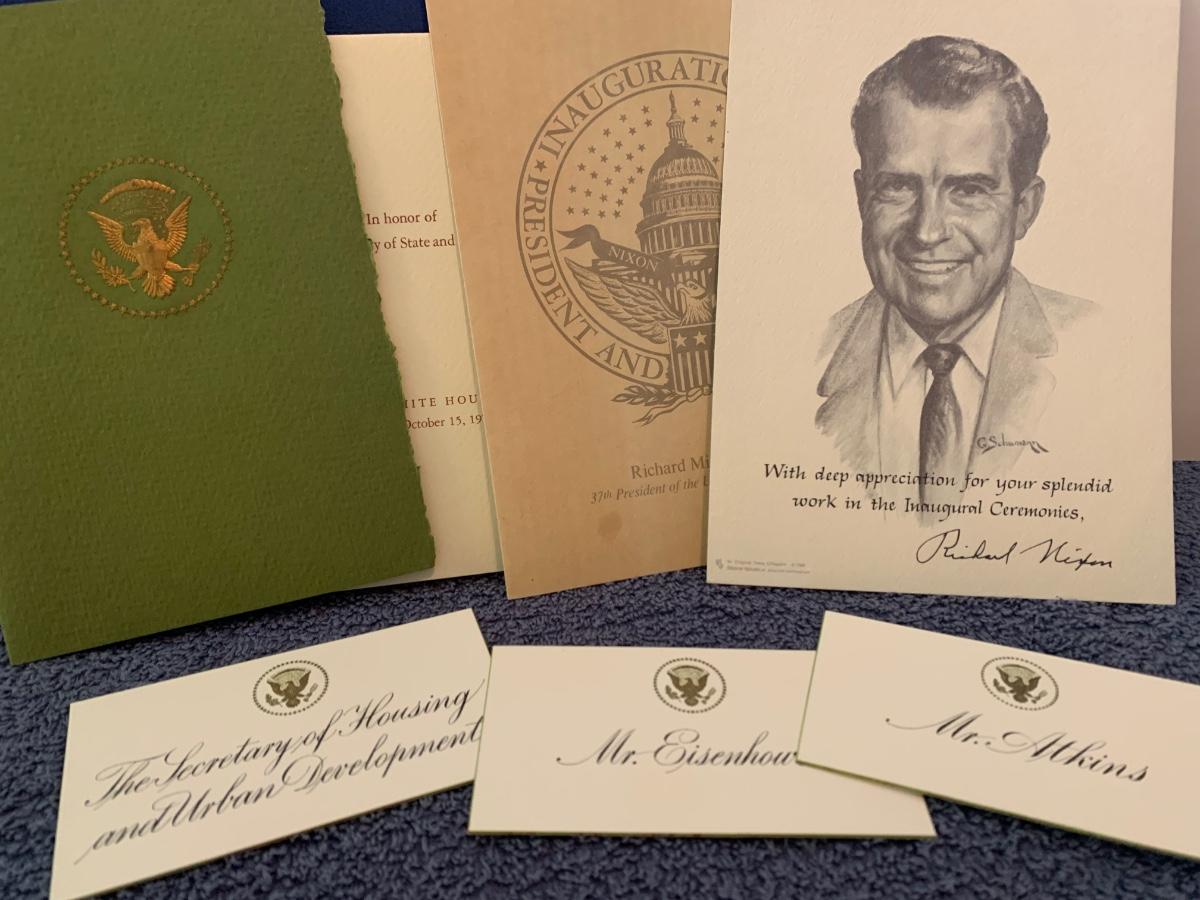 In honor of
y of State and
ITE HOU
October 15, 19
★ INAUGURATIO
PRESIDENT AND
NIXON
Richard Mi
37th President of the U
G. Schumann
With deep appreciation for your splendid
work in the Inaugural Ceremonies,
Richard Nixon
The Secretary of Housing
and Urban Development
Mr. Eisenhow
Mr. Atkins